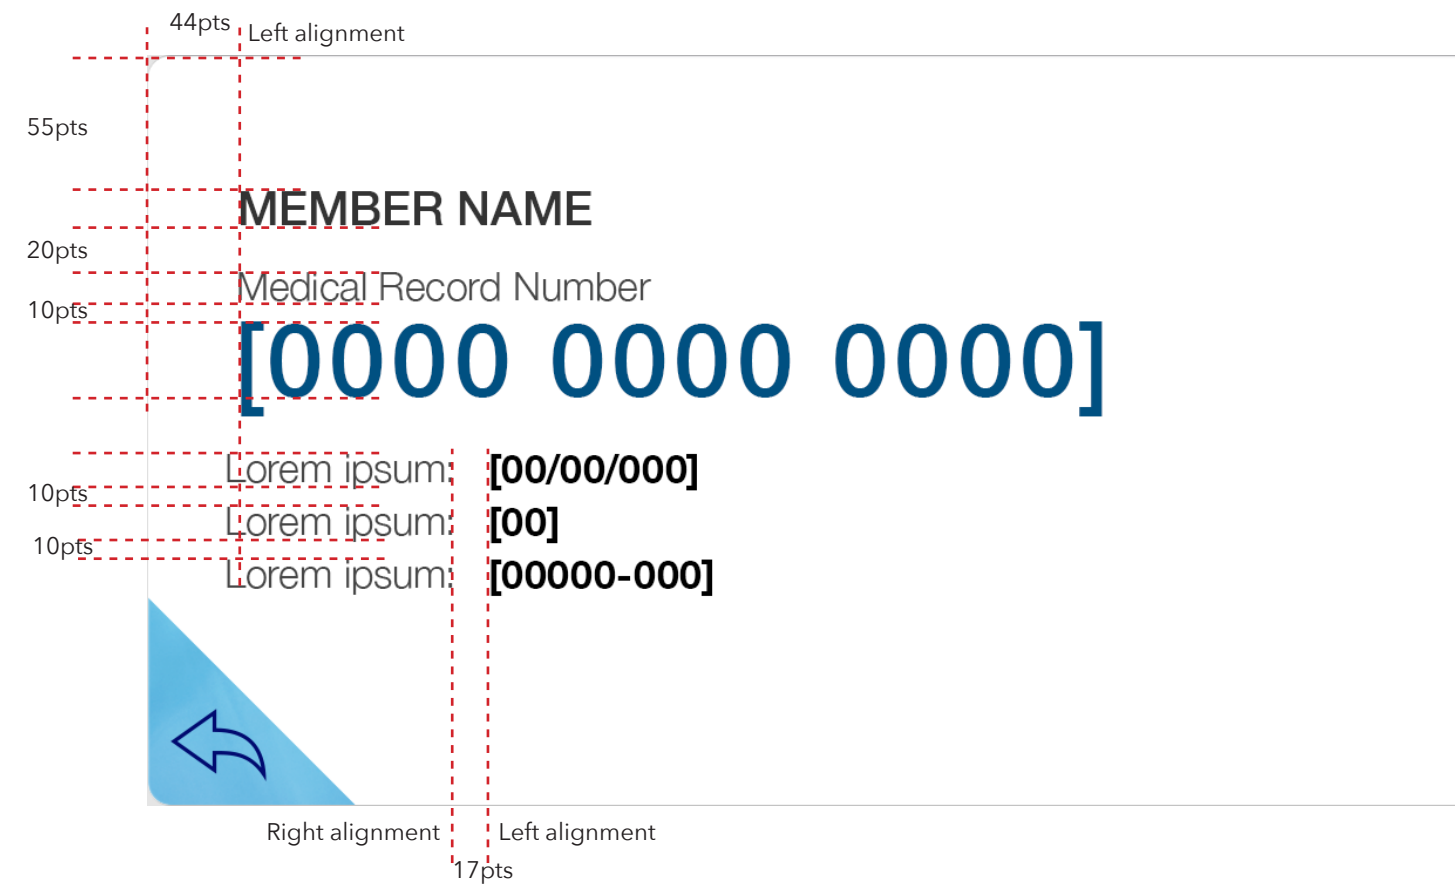 44pts
Left alignment
55pts
MEMBER NAME
20pts
Medical Record Number
10pts
[0000 0000 0000]
Lorem ipsum: [00/00/000]
10pts
Lorem ipsum: [00]
10pts
Lorem ipsum: [00000-000]
Right alignment
Left alignment
17pts